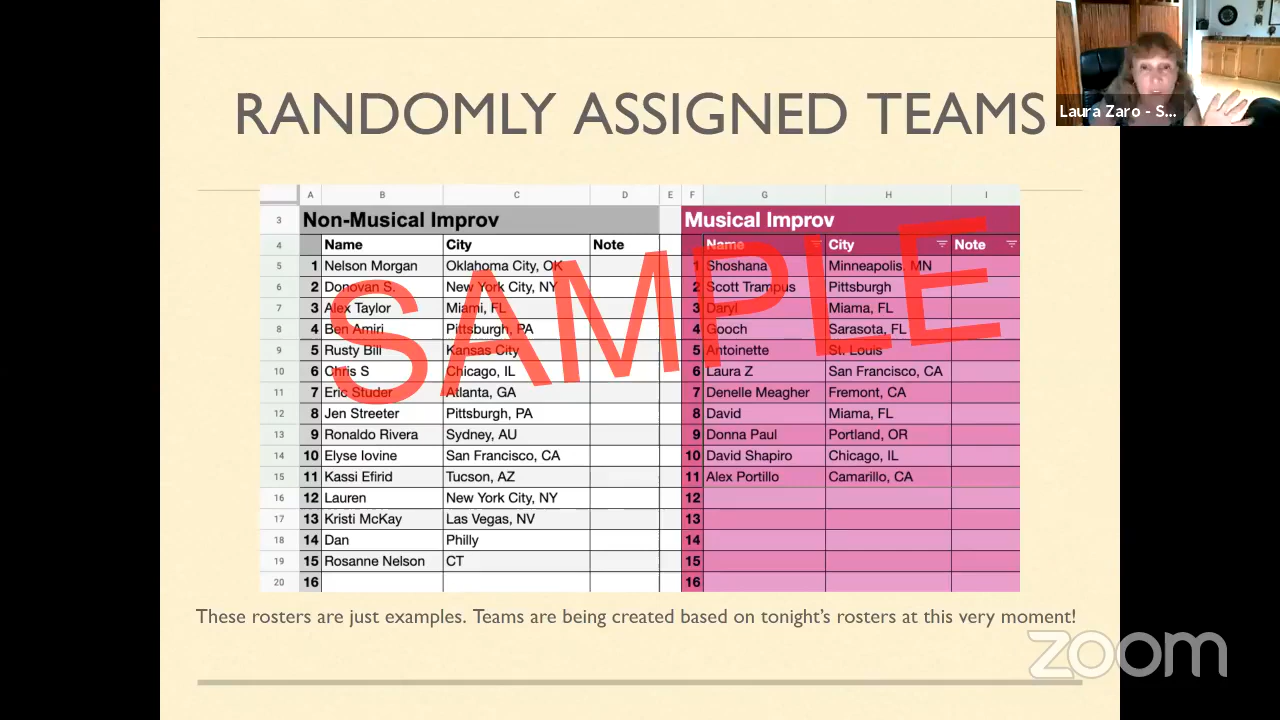 RANDOMLY ASSIGNED TEAMS
Laura Zaro - S...
A B C D E F G H I
3 Non-Musical Improv Musical Improv
4 Name City Note Name City Note
5 1 Nelson Morgan Oklahoma City, OK 1 Shoshana Minneapolis, MN
6 2 Donovan S. New York City, NY 2 Scott Trampus Pittsburgh
7 3 Alex Taylor Miami, FL 3 Daryl Miama, FL
8 4 Ben Amiri Pittsburgh, PA 4 Gooch Sarasota, FL
9 5 Rusty Bill Kansas City 5 Antoinette St. Louis
10 6 Chris S Chicago, IL 6 Laura Z San Francisco, CA
11 7 Eric Studer Atlanta, GA 7 Denelle Meagher Fremont, CA
12 8 Jen Streeter Pittsburgh, PA 8 David Miama, FL
13 9 Ronaldo Rivera Sydney, AU 9 Donna Paul Portland, OR
14 10 Elyse Iovine San Francisco, CA 10 David Shapiro Chicago, IL
15 11 Kassi Efirid Tucson, AZ 11 Alex Portillo Camarillo, CA
16 12 Lauren New York City, NY 12
17 13 Kristi McKay Las Vegas, NV 13
18 14 Dan Philly 14
19 15 Rosanne Nelson CT 15
20 16 16
SAMPLE
These rosters are just examples. Teams are being created based on tonight's rosters at this very moment!
zoom